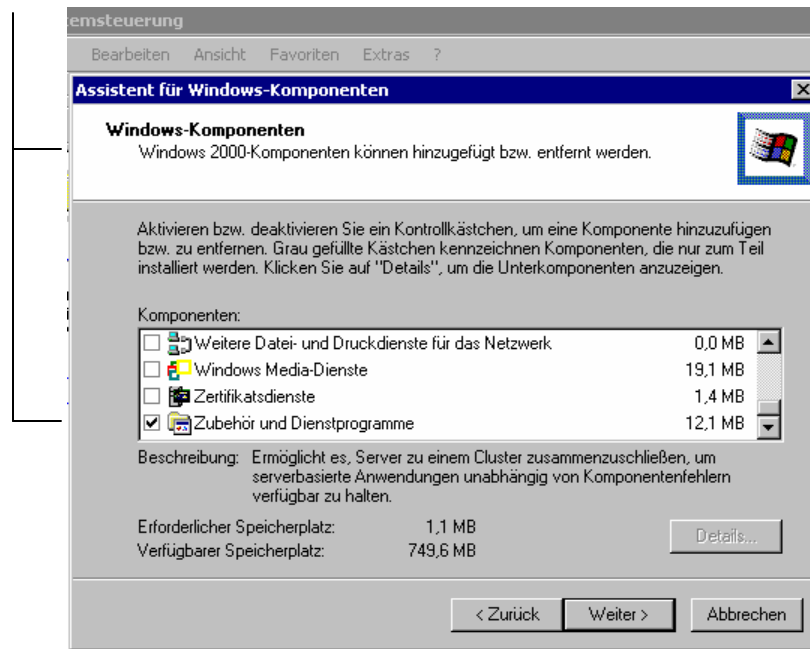 emsteuerung
Bearbeiten Ansicht Favoriten Extras ?
Assistent für Windows-Komponenten
Windows-Komponenten
Windows 2000-Komponenten können hinzugefügt bzw. entfernt werden.
Aktivieren bzw. deaktivieren Sie ein Kontrollkästchen, um eine Komponente hinzuzufügen
bzw. zu entfernen. Grau gefüllte Kästchen kennzeichnen Komponenten, die nur zum Teil
installiert werden. Klicken Sie auf "Details", um die Unterkomponenten anzuzeigen.
Komponenten:
Weitere Datei- und Druckdienste für das Netzwerk 0,0 MB
Windows Media-Dienste 19,1 MB
Zertifikatsdienste 1,4 MB
Zubehör und Dienstprogramme 12,1 MB
Beschreibung: Ermöglicht es, Server zu einem Cluster zusammenzuschließen, um
serverbasierte Anwendungen unabhängig von Komponentenfehlern
verfügbar zu halten.
Erforderlicher Speicherplatz: 1,1 MB
Verfügbarer Speicherplatz: 749,6 MB
Details...
< Zurück Weiter > Abbrechen